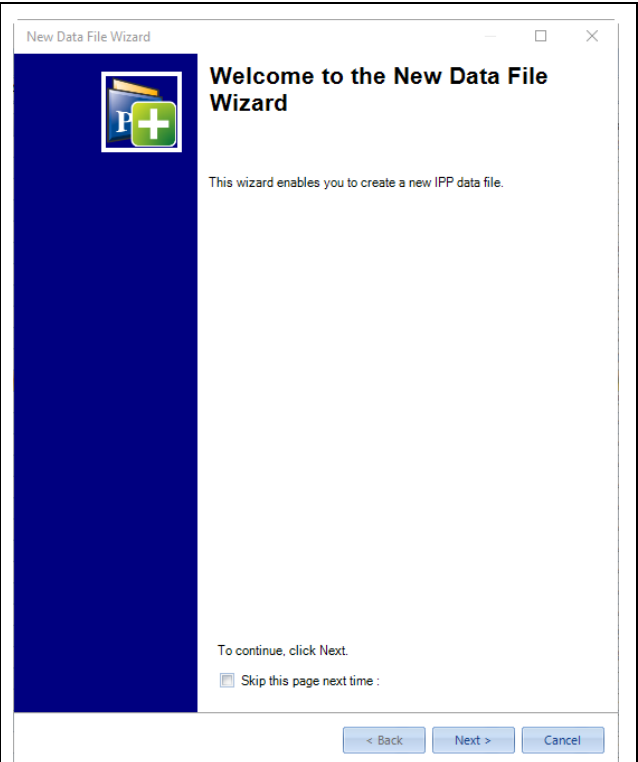 New Data File Wizard
Welcome to the New Data File
Wizard
This wizard enables you to create a new IPP data file.
To continue, click Next.
Skip this page next time :
< Back Next > Cancel